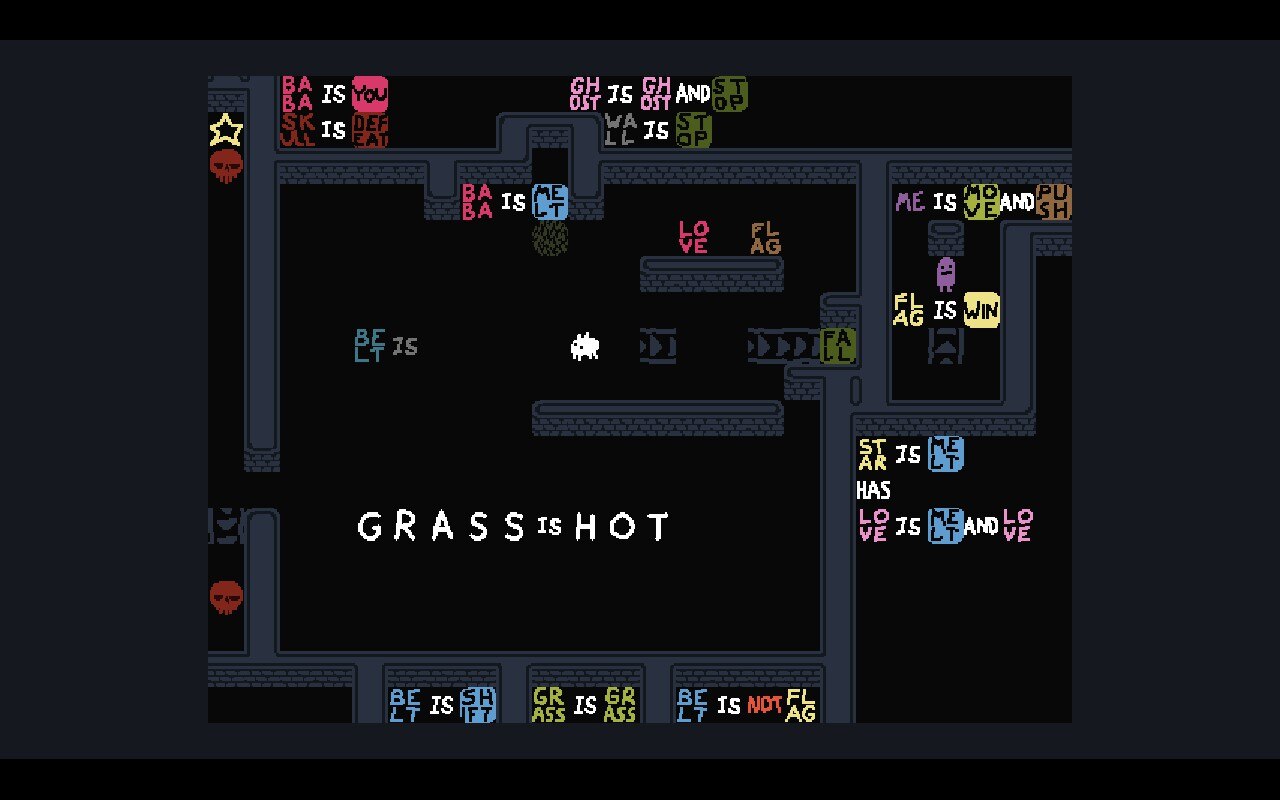 BABA IS YOU
GHOST IS GHOST AND STOP
SKULL IS DEFEAT
WALL IS STOP
BABA IS MELT
ME IS MOVE AND PUSH
LOVE FLAG
FLAG IS WIN
BELT IS
FALL
STAR IS MELT
HAS
LOVE IS MELT AND LOVE
GRASS IS HOT
BELT IS SHIFT
GRASS IS GRASS
BELT IS NOT FLAG